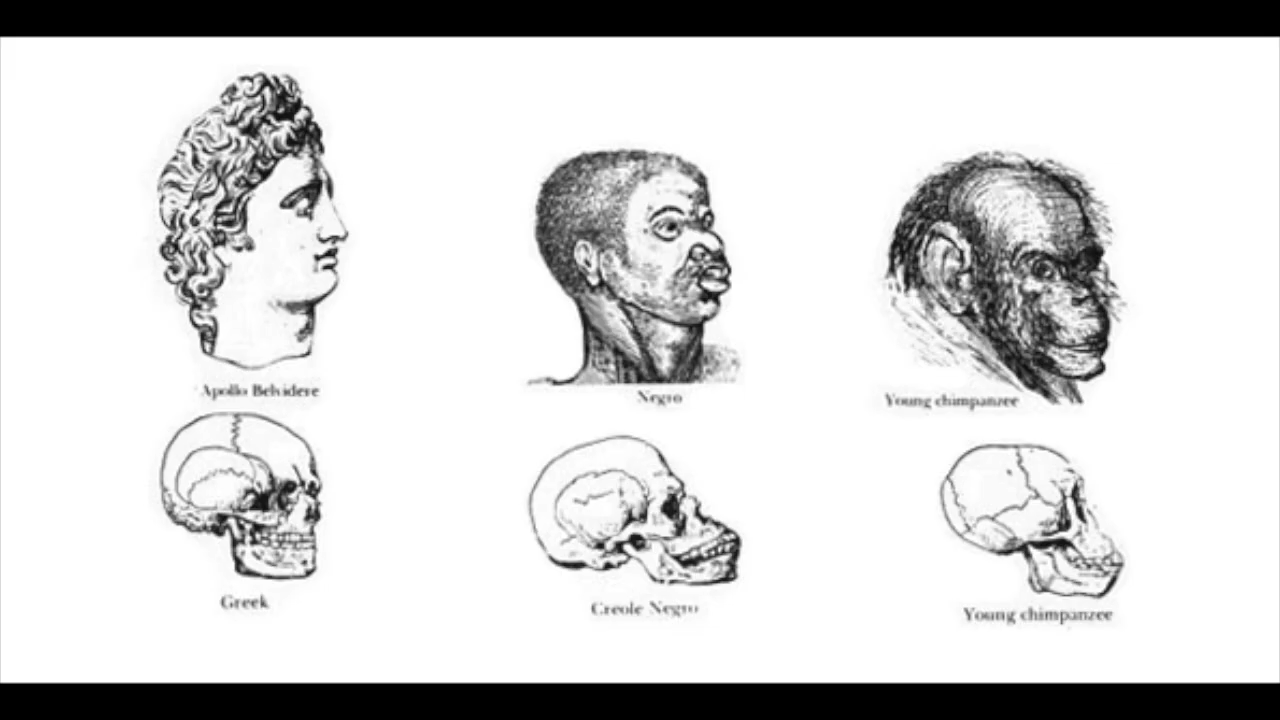 Apollo Belvidere
Negro
Young chimpanzee
Greek
Creole Negro
Young chimpanzee